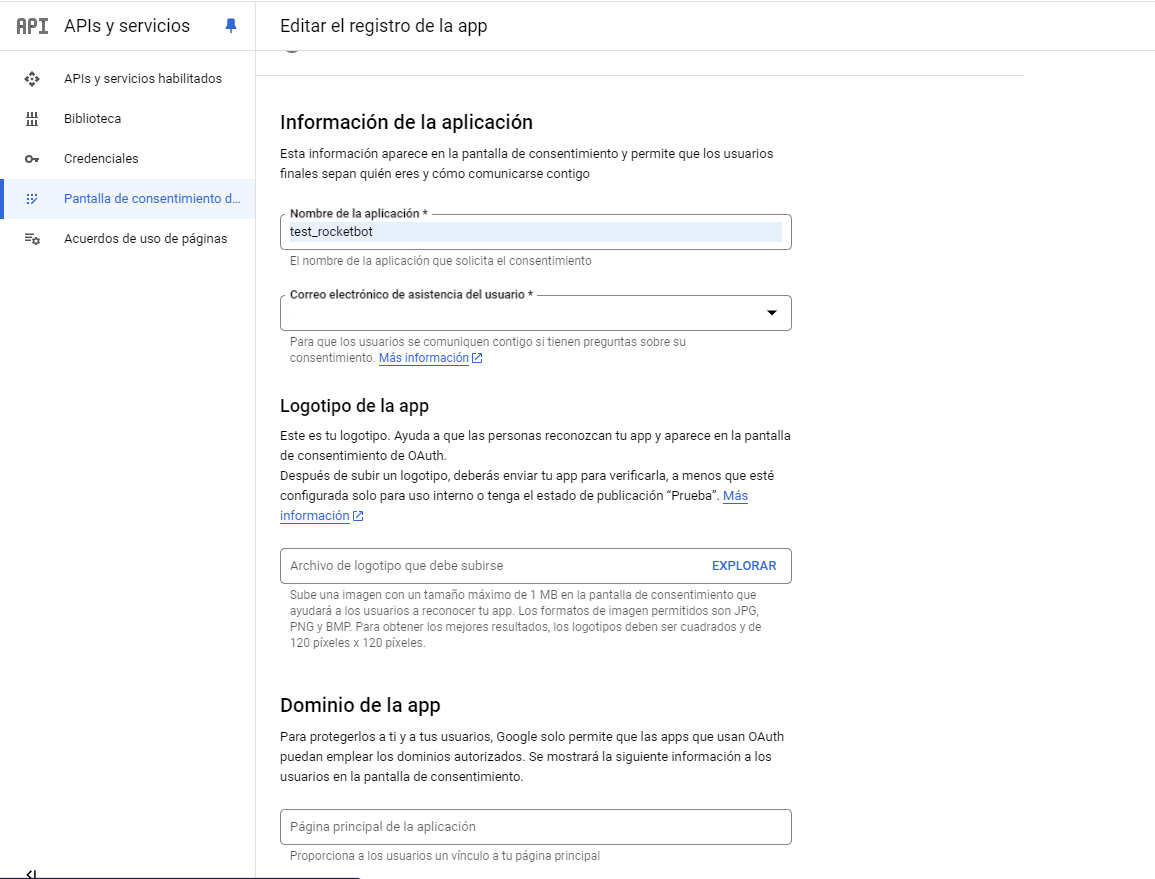 API APIs y servicios
Editar el registro de la app
APIs y servicios habilitados
Biblioteca
Credenciales
Pantalla de consentimiento d...
Acuerdos de uso de páginas
Información de la aplicación
Esta información aparece en la pantalla de consentimiento y permite que los usuarios
finales sepan quién eres y cómo comunicarse contigo
Nombre de la aplicación *
test_rocketbot
El nombre de la aplicación que solicita el consentimiento
Correo electrónico de asistencia del usuario *
Para que los usuarios se comuniquen contigo si tienen preguntas sobre su
consentimiento. Más información
Logotipo de la app
Este es tu logotipo. Ayuda a que las personas reconozcan tu app y aparece en la pantalla
de consentimiento de OAuth.
Después de subir un logotipo, deberás enviar tu app para verificarla, a menos que esté
configurada solo para uso interno o tenga el estado de publicación “Prueba”. Más
información
Archivo de logotipo que debe subirse EXPLORAR
Sube una imagen con un tamaño máximo de 1 MB en la pantalla de consentimiento que
ayudará a los usuarios a reconocer tu app. Los formatos de imagen permitidos son JPG,
PNG y BMP. Para obtener los mejores resultados, los logotipos deben ser cuadrados y de
120 píxeles x 120 píxeles.
Dominio de la app
Para protegerlos a ti y a tus usuarios, Google solo permite que las apps que usan OAuth
puedan emplear los dominios autorizados. Se mostrará la siguiente información a los
usuarios en la pantalla de consentimiento.
Página principal de la aplicación
Proporciona a los usuarios un vínculo a tu página principal